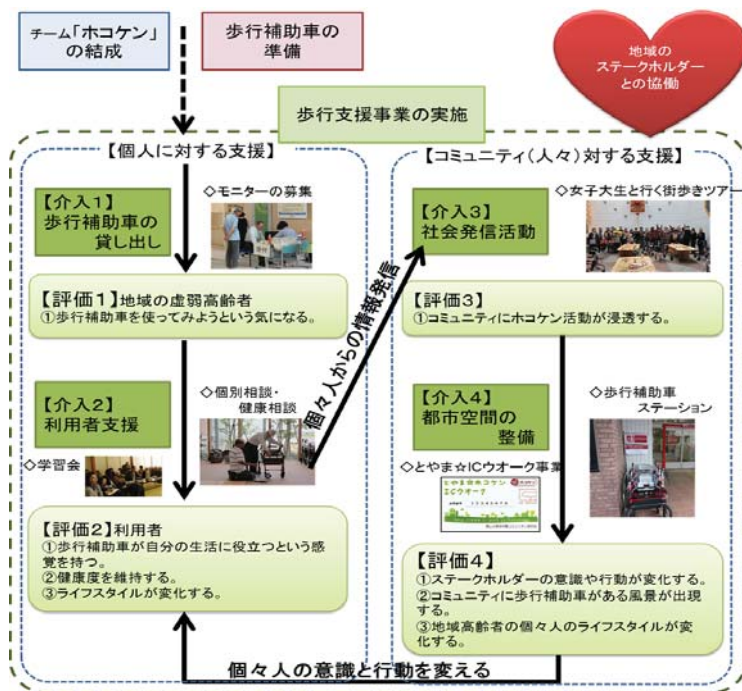 チーム「ホコケン」
の結成
歩行補助車の
準備
地域の
ステークホルダー
との協働
歩行支援事業の実施
【個人に対する支援】
【介入1】
歩行補助車の
貸し出し
◇モニターの募集
【評価1】地域の虚弱高齢者
①歩行補助車を使ってみようという気になる。
【介入2】
利用者支援
◇個別相談・
健康相談
◇学習会
【評価2】利用者
①歩行補助車が自分の生活に役立つという感
覚を持つ。
②健康度を維持する。
③ライフスタイルが変化する。
個々人からの情報発信
【コミュニティ(人々)対する支援】
【介入3】
社会発信活動
◇女子大生と行く街歩きツアー
【評価3】
①コミュニティにホコケン活動が浸透する。
【介入4】
都市空間の
整備
◇歩行補助車
ステーション
◇とやま☆ICウオーク事業
【評価4】
①ステークホルダーの意識や行動が変化する。
②コミュニティに歩行補助車がある風景が出現
する。
③地域高齢者の個々人のライフスタイルが変
化する。
個々人の意識と行動を変える